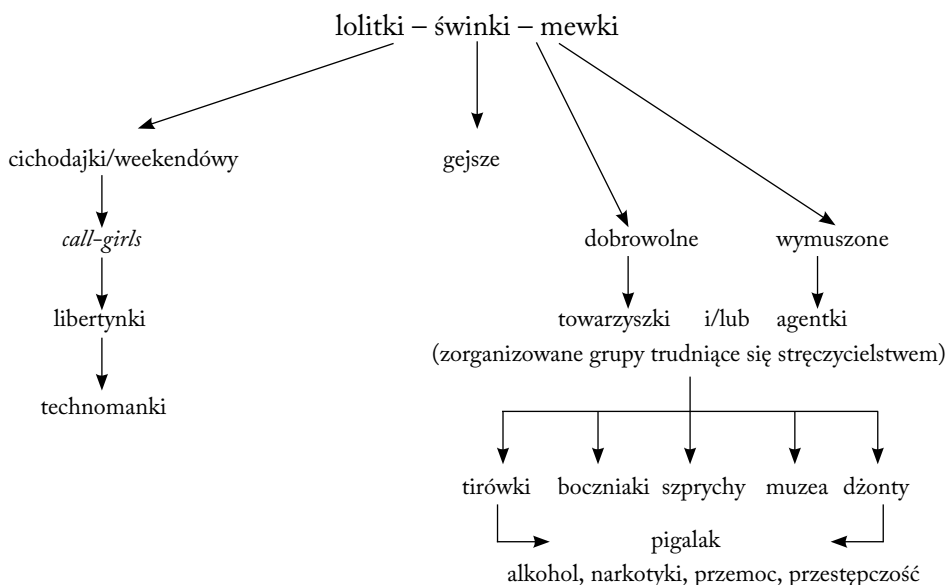 lolitki – świnki – mewki
cichodajki/weekendówy
gejsze
call-girls
dobrowolne
wymuszone
libertynki
towarzyszki i/lub agentki
(zorganizowane grupy trudniące się stręczycielstwem)
technomanki
tirówki boczniaki szprychy muzea dżonty
pigalak
alkohol, narkotyki, przemoc, przestępczość